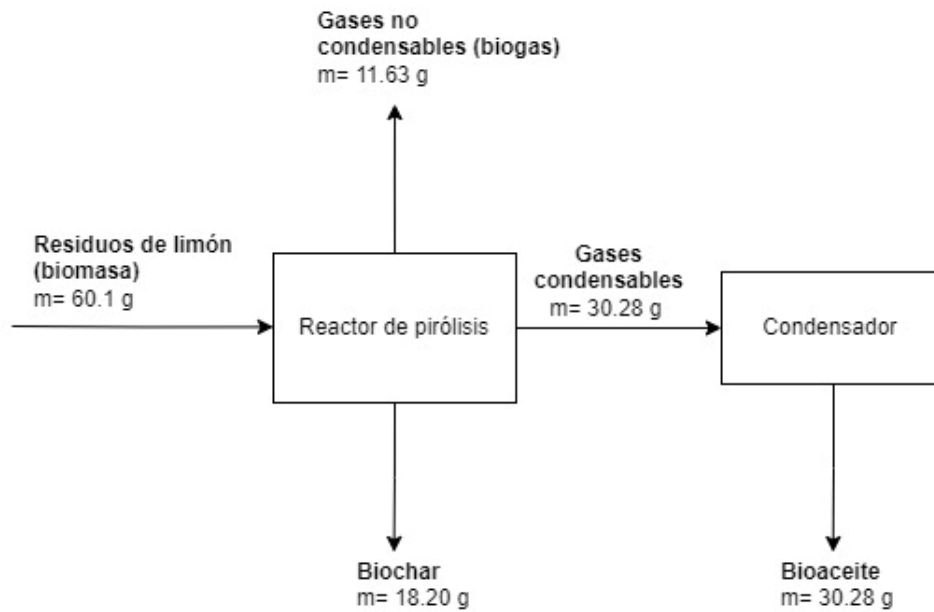 Gases no
condensables (biogas)
m= 11.63 g
Residuos de limón
(biomasa)
m= 60.1 g
Reactor de pirólisis
Gases
condensables
m= 30.28 g
Condensador
Biochar
m= 18.20 g
Bioaceite
m= 30.28 g